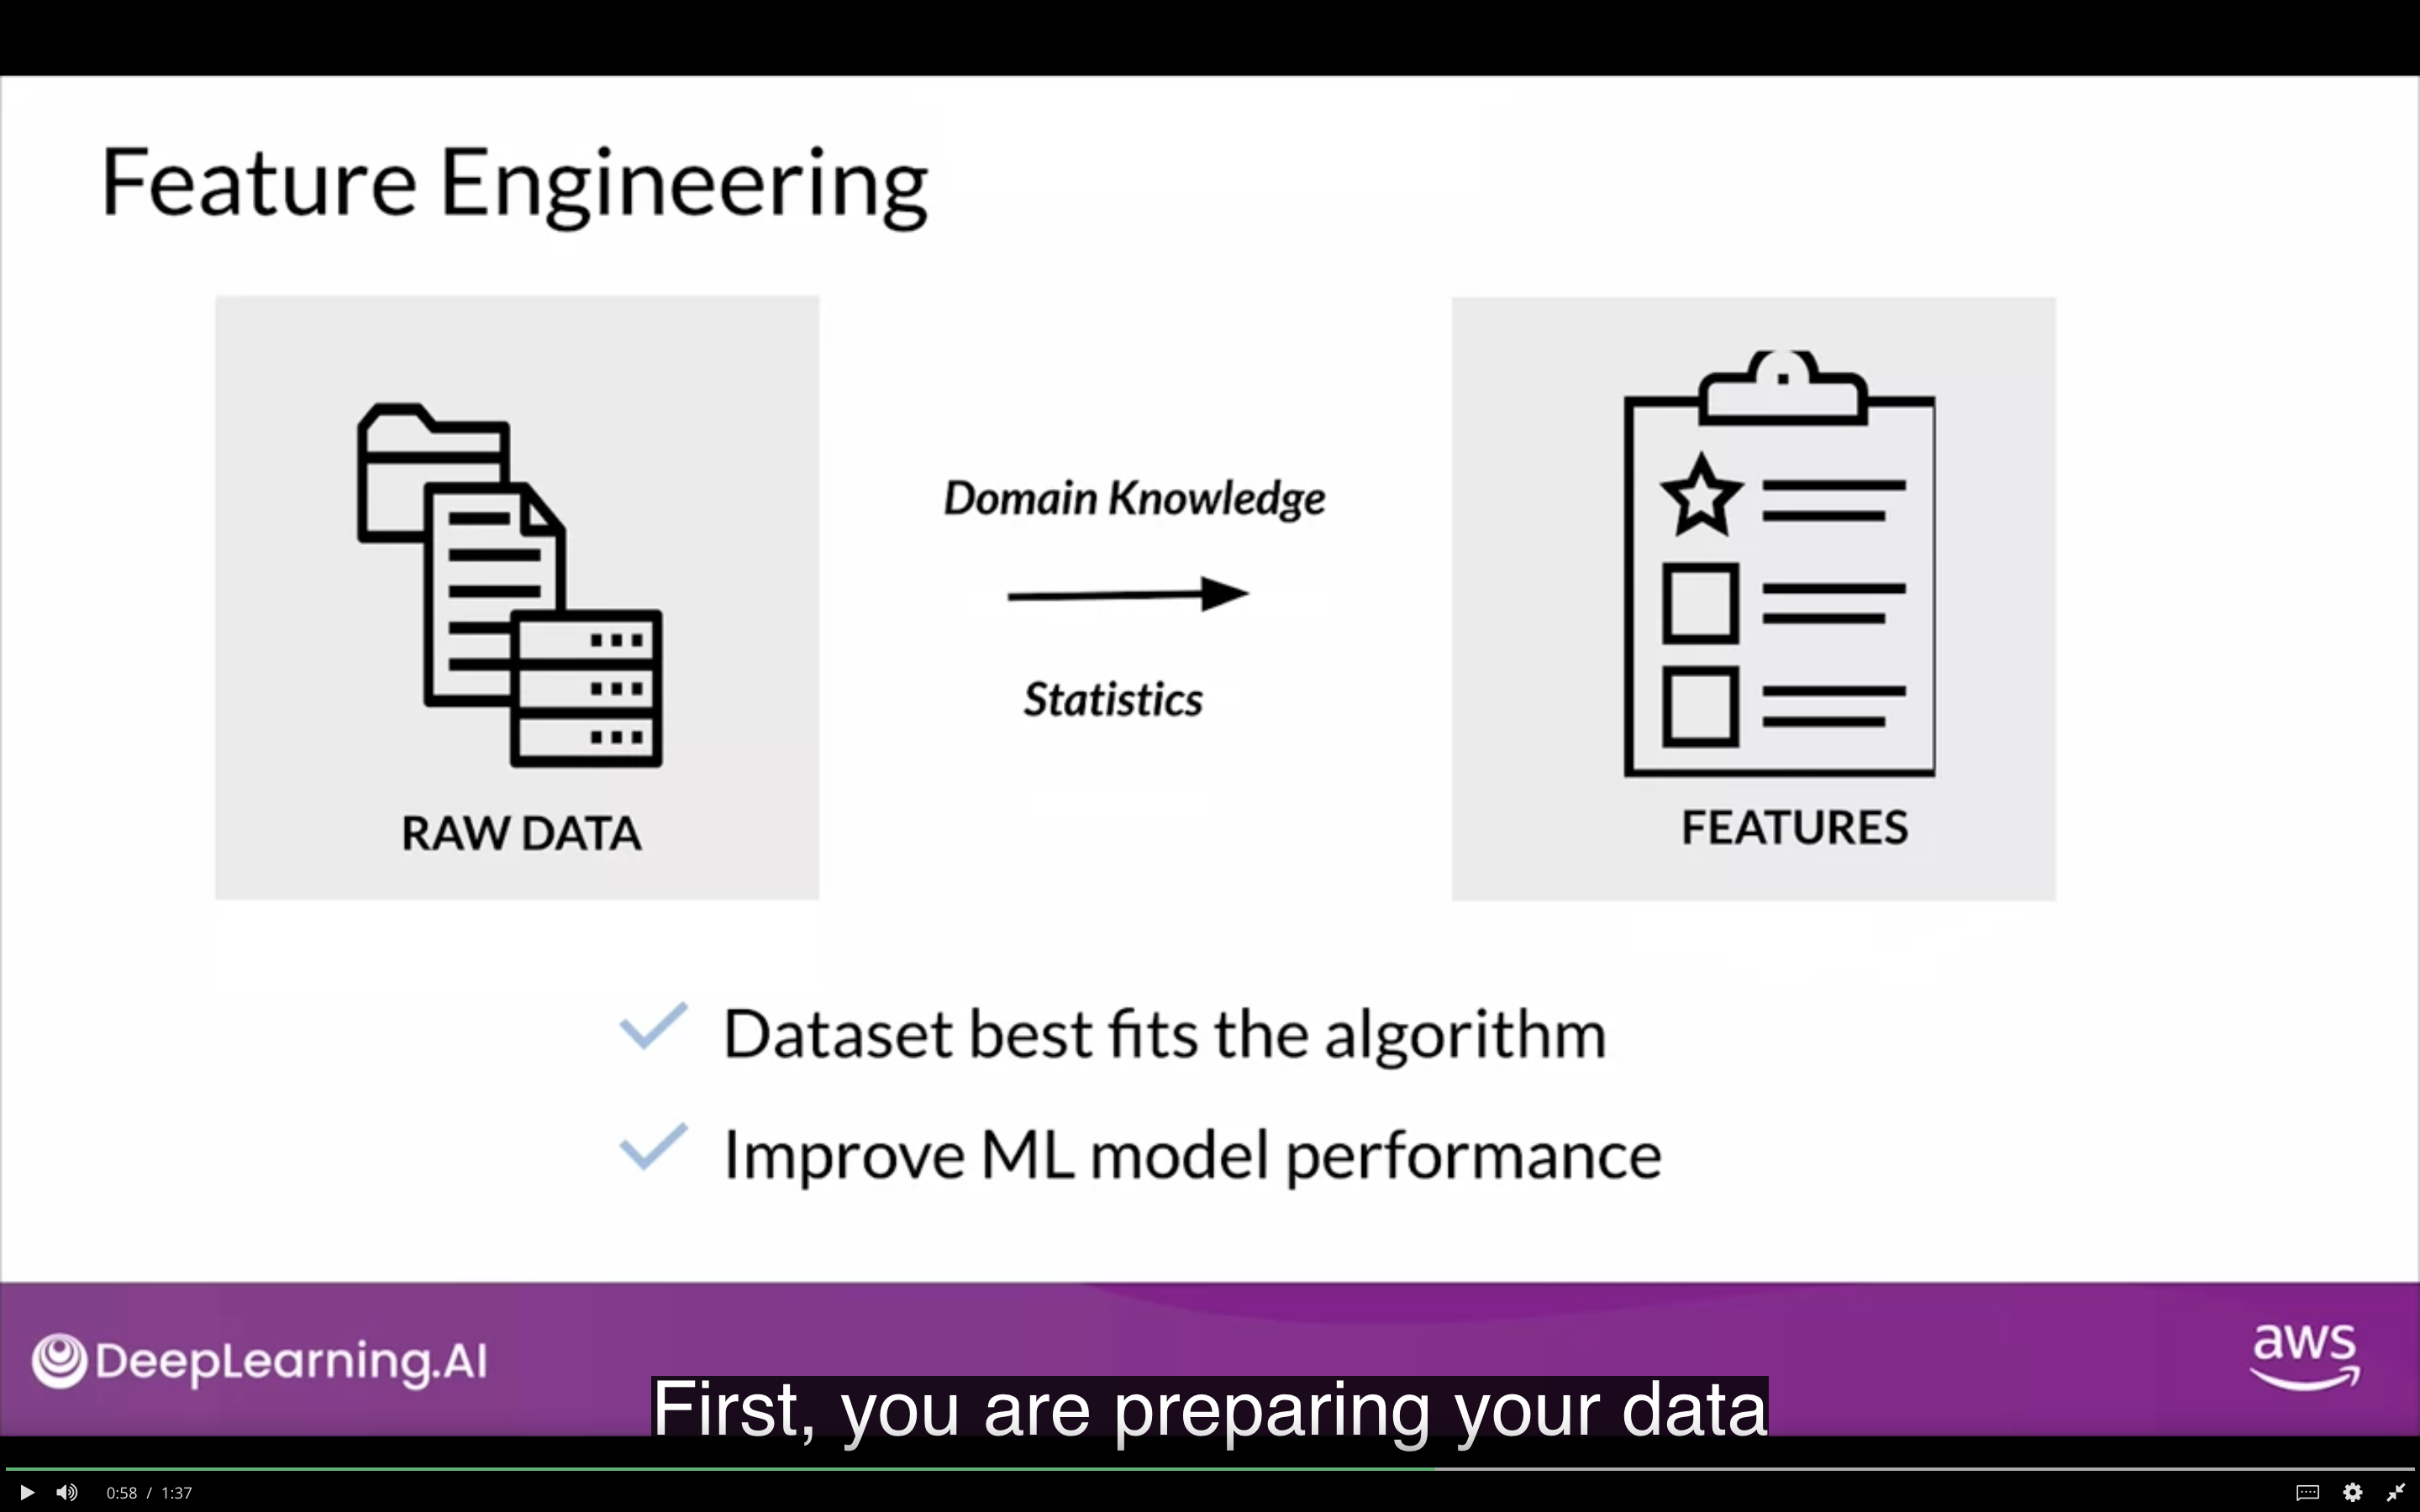 Feature Engineering
Domain Knowledge
Statistics
RAW DATA
FEATURES
Dataset best fits the algorithm
Improve ML model performance
DeepLearning.AI
aws
First, you are preparing your data
0:58 / 1:37